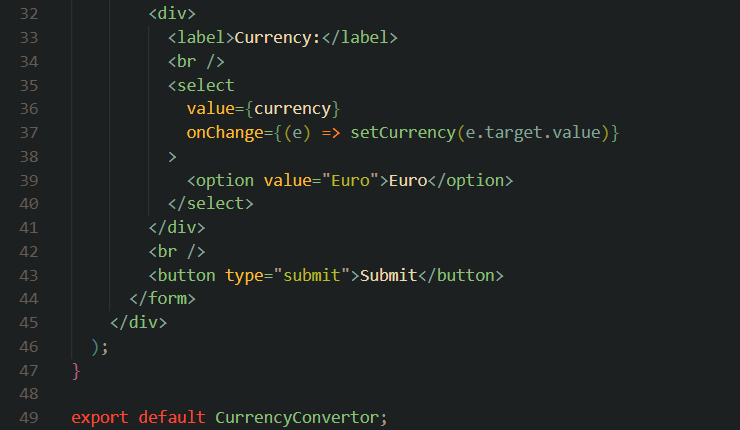 32 <div>
33 <label>Currency:</label>
34 <br />
35 <select
36 value={currency}
37 onChange={(e) => setCurrency(e.target.value)}
38 >
39 <option value="Euro">Euro</option>
40 </select>
41 </div>
42 <br />
43 <button type="submit">Submit</button>
44 </form>
45 </div>
46 );
47 }
48
49 export default CurrencyConvertor;